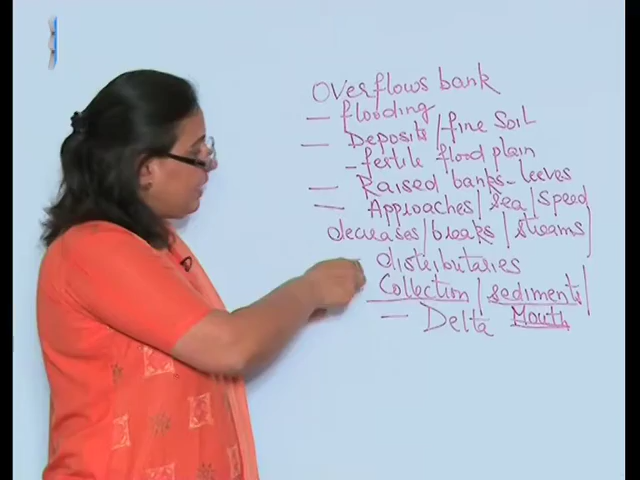 Overflows bank
— flooding
— Deposits/fine soil
- fertile flood plain
— Raised banks - leeves
— Approaches/sea/speed
decreases/breaks/streams
distributaries
Collection/sediments/
— Delta Mouth